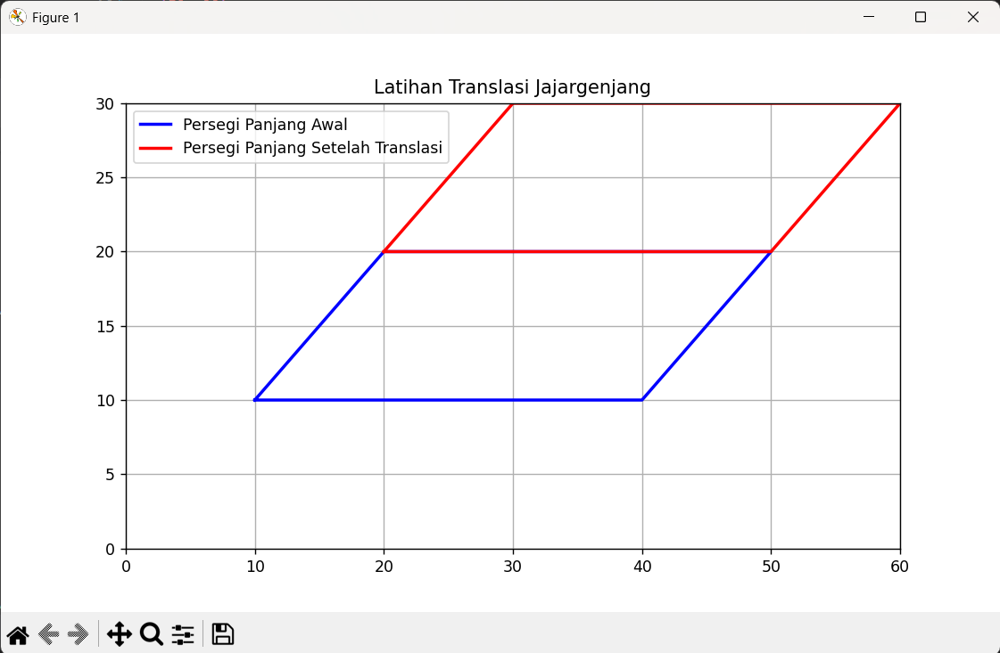 Figure 1
Latihan Translasi Jajargenjang
Persegi Panjang Awal
Persegi Panjang Setelah Translasi
30
25
20
15
10
5
0
0 10 20 30 40 50 60